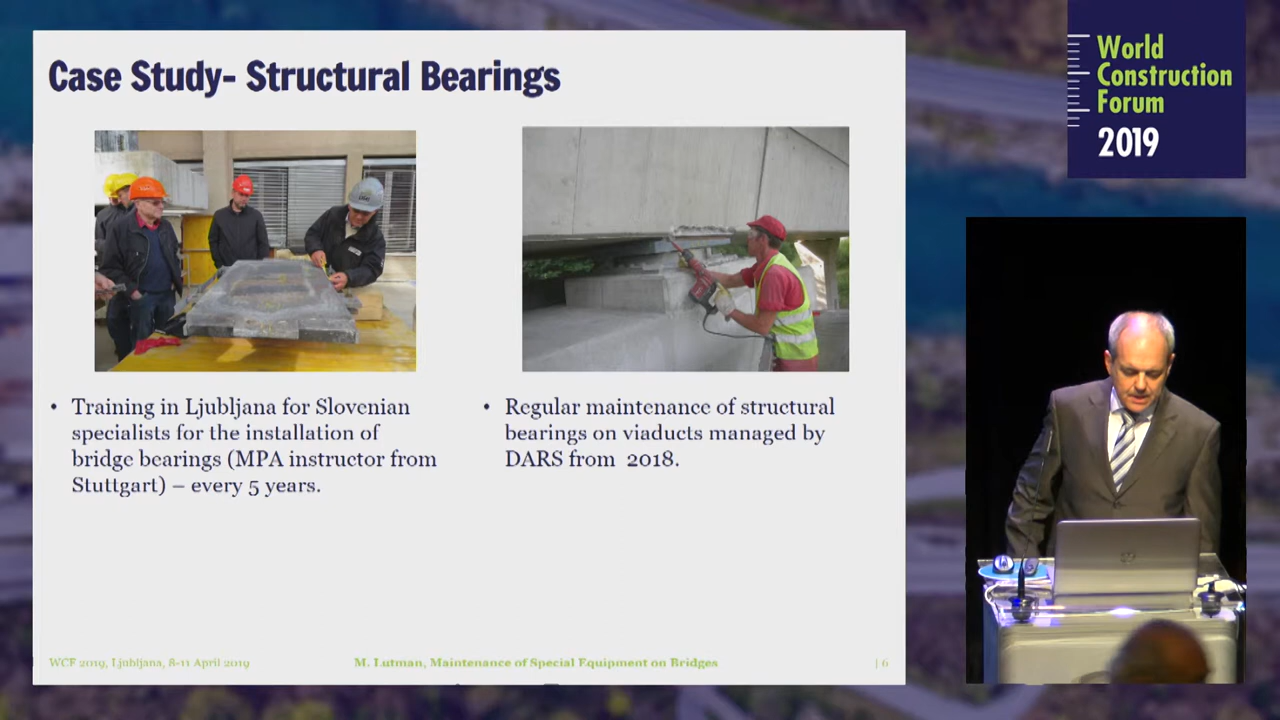 Case Study- Structural Bearings
World
Construction
Forum
2019
• Training in Ljubljana for Slovenian
specialists for the installation of
bridge bearings (MPA instructor from
Stuttgart) – every 5 years.
• Regular maintenance of structural
bearings on viaducts managed by
DARS from 2018.
WCF 2019, Ljubljana, 8-11 April 2019
M. Lutman, Maintenance of Special Equipment on Bridges
| 6